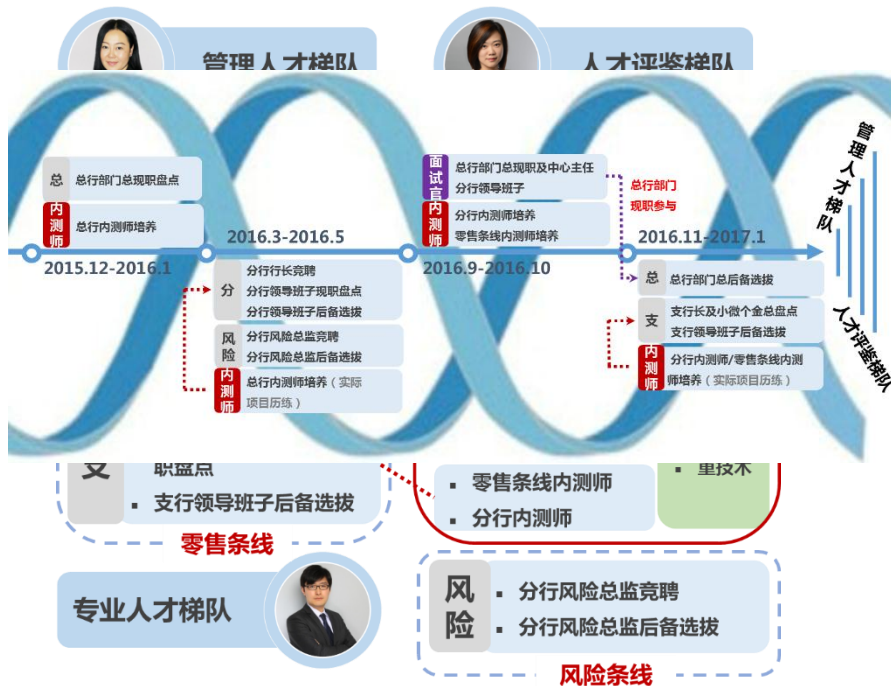 管理人才梯队
人才评鉴梯队
管理人才梯队
总
总行部门总现职盘点
内测师
总行内测师培养
面试官
总行部门总现职及中心主任
分行领导班子
内测师
分行内测师培养
零售条线内测师培养
总行部门
现职参与
2015.12-2016.1
2016.3-2016.5
2016.9-2016.10
2016.11-2017.1
分
分行行长竞聘
分行领导班子现职盘点
分行领导班子后备选拔
风险
分行风险总监竞聘
分行风险总监后备选拔
内测师
总行内测师培养（实际
项目历练）
总
总行部门总后备选拔
支
支行长及小微个金总盘点
支行领导班子后备选拔
内测师
分行内测师/零售条线内测
师培养（实际项目历练）
人才评鉴梯队
支
职盘点
▪ 支行领导班子后备选拔
零售条线
▪ 零售条线内测师
▪ 分行内测师
▪ 重技术
专业人才梯队
风险
▪ 分行风险总监竞聘
▪ 分行风险总监后备选拔
风险条线